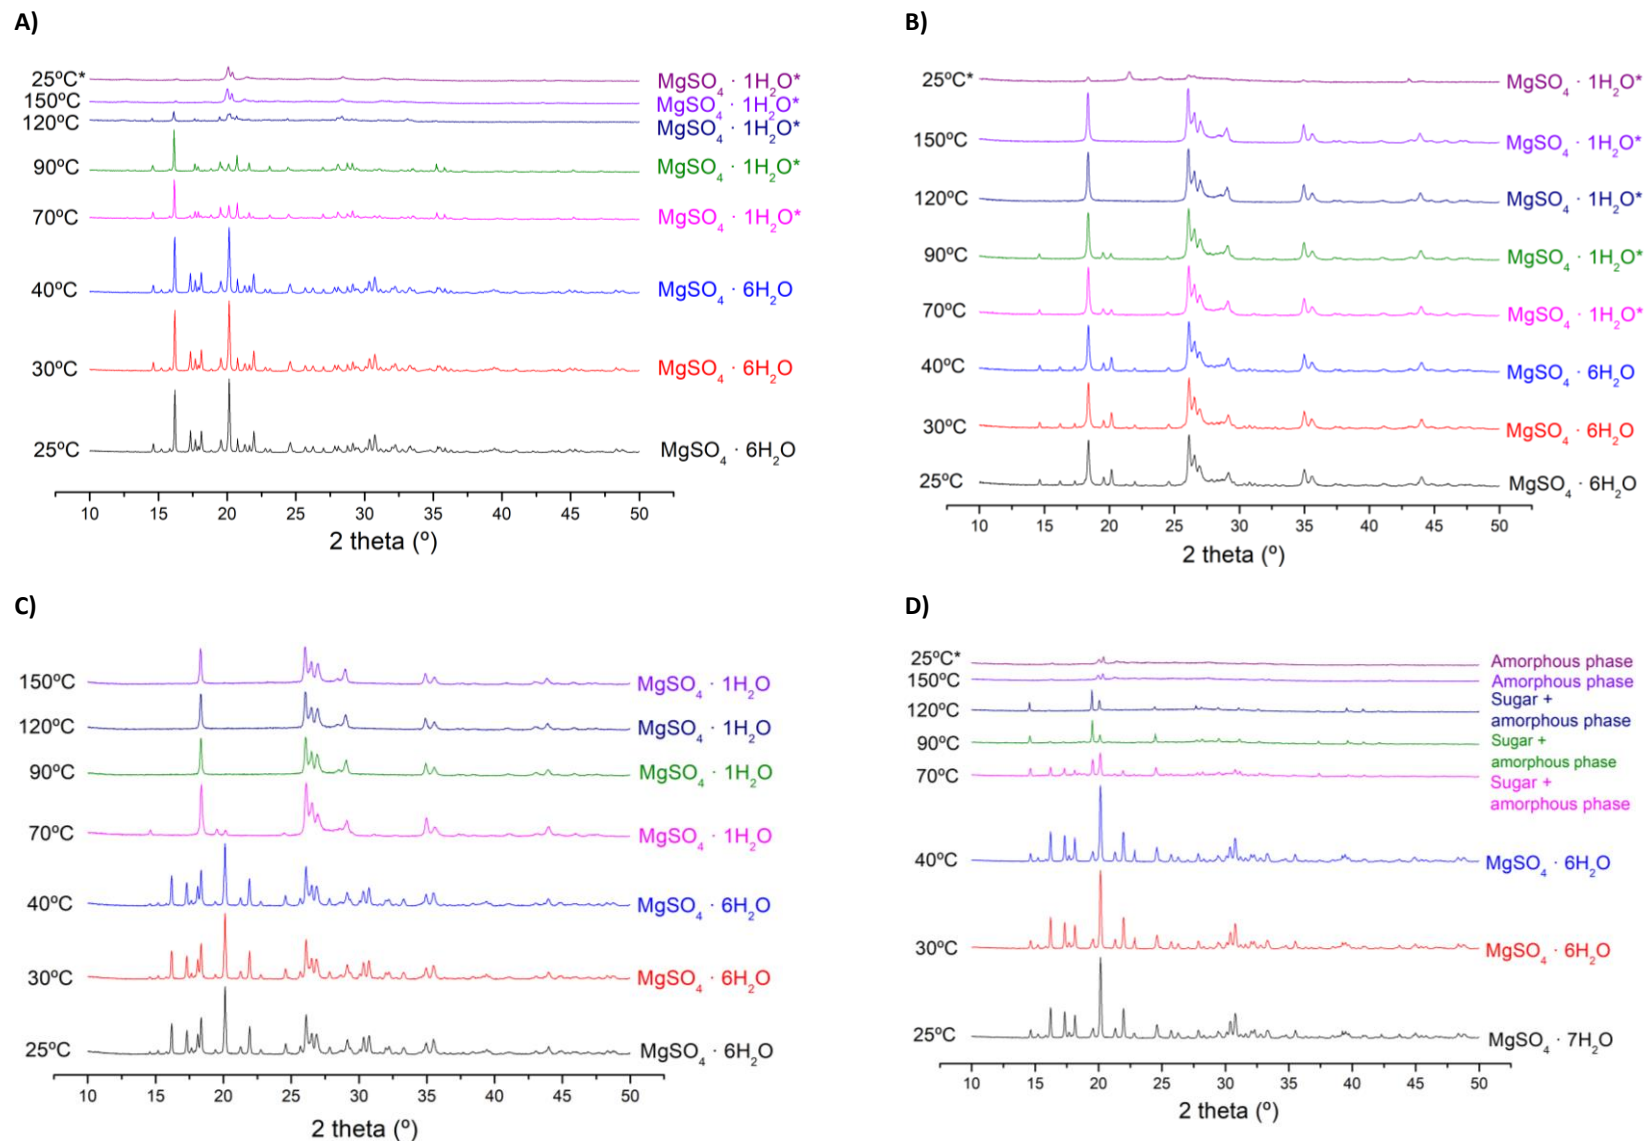 A)
25ºC* MgSO4 · 1H2O*
150ºC MgSO4 · 1H2O*
120ºC MgSO4 · 1H2O*
90ºC MgSO4 · 1H2O*
70ºC MgSO4 · 1H2O*
40ºC MgSO4 · 6H2O
30ºC MgSO4 · 6H2O
25ºC MgSO4 · 6H2O
10 15 20 25 30 35 40 45 50
2 theta (º)
B)
25ºC* MgSO4 · 1H2O*
150ºC MgSO4 · 1H2O*
120ºC MgSO4 · 1H2O*
90ºC MgSO4 · 1H2O*
70ºC MgSO4 · 1H2O*
40ºC MgSO4 · 6H2O
30ºC MgSO4 · 6H2O
25ºC MgSO4 · 6H2O
10 15 20 25 30 35 40 45 50
2 theta (º)
C)
150ºC MgSO4 · 1H2O
120ºC MgSO4 · 1H2O
90ºC MgSO4 · 1H2O
70ºC MgSO4 · 1H2O
40ºC MgSO4 · 6H2O
30ºC MgSO4 · 6H2O
25ºC MgSO4 · 6H2O
10 15 20 25 30 35 40 45 50
2 theta (º)
D)
25ºC* Amorphous phase
150ºC Amorphous phase
120ºC Sugar +
amorphous phase
90ºC Sugar +
amorphous phase
70ºC Sugar +
amorphous phase
40ºC MgSO4 · 6H2O
30ºC MgSO4 · 6H2O
25ºC MgSO4 · 7H2O
10 15 20 25 30 35 40 45 50
2 theta (º)